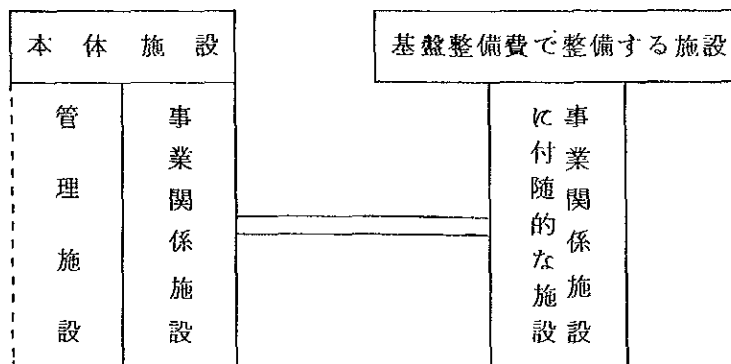 本体施設
基盤整備費で整備する施設
管理施設
事業関係施設
事業関係施設
に付随的な施設